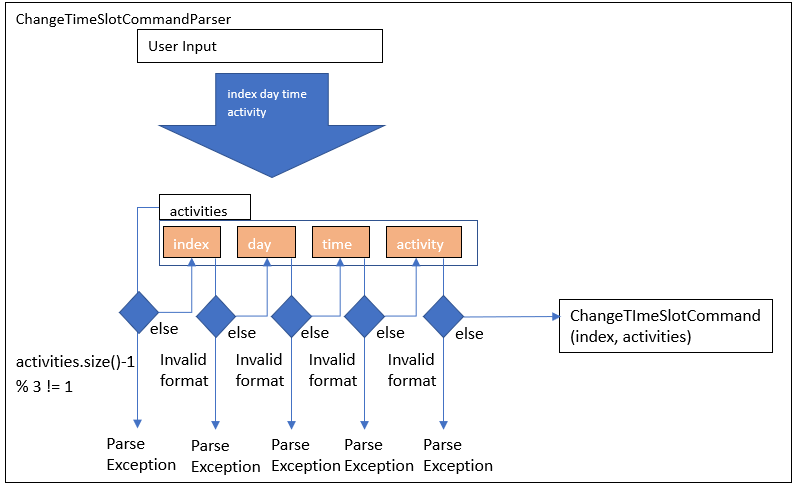 ChangeTimeSlotCommandParser
User Input
index day time
activity
activities
index
day
time
activity
else
else
else
else
else
ChangeTImeSlotCommand
(index, activities)
activities.size()-1
% 3 != 1
Invalid
format
Invalid
format
Invalid
format
Invalid
format
Parse
Exception
Parse
Exception
Parse
Exception
Parse
Exception
Parse
Exception